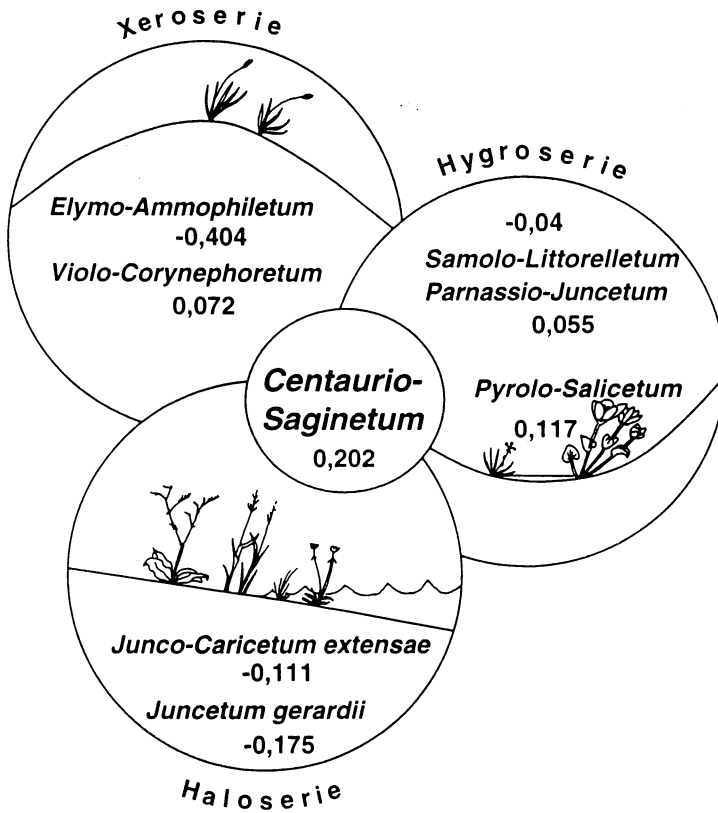 Xeroserie
Elymo-Ammophiletum
-0,404
Violo-Corynephoretum
0,072
Hygroserie
-0,04
Samolo-Littorelletum
Parnassio-Juncetum
0,055
Pyrolo-Salicetum
0,117
Centaurio-
Saginetum
0,202
Junco-Caricetum extensae
-0,111
Juncetum gerardii
-0,175
Haloserie